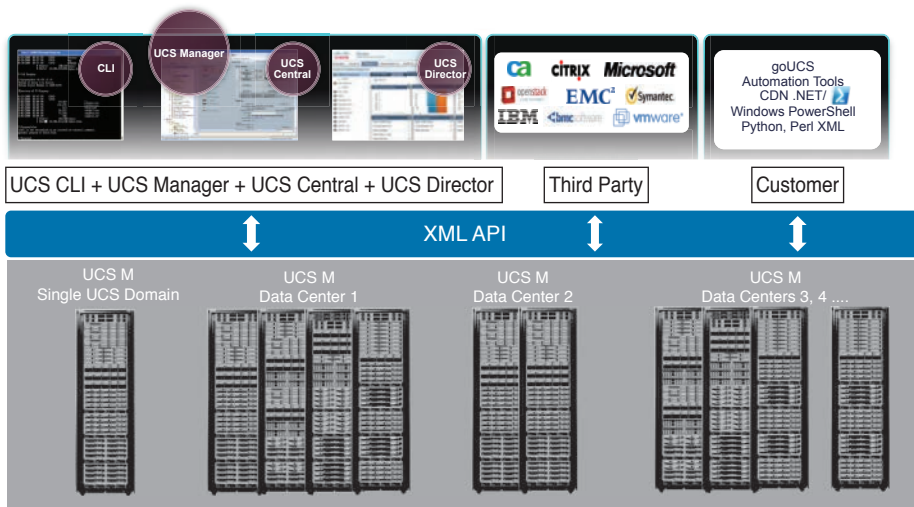 CLI
UCS Manager
UCS
Central
UCS
Director
ca
CITRIX
Microsoft
openstack
EMC²
Symantec.
IBM
bmcsoftware
vmware®
goUCS
Automation Tools
CDN .NET/
Windows PowerShell
Python, Perl XML
UCS CLI + UCS Manager + UCS Central + UCS Director
Third Party
Customer
XML API
UCS M
Single UCS Domain
UCS M
Data Center 1
UCS M
Data Center 2
UCS M
Data Centers 3, 4 ....